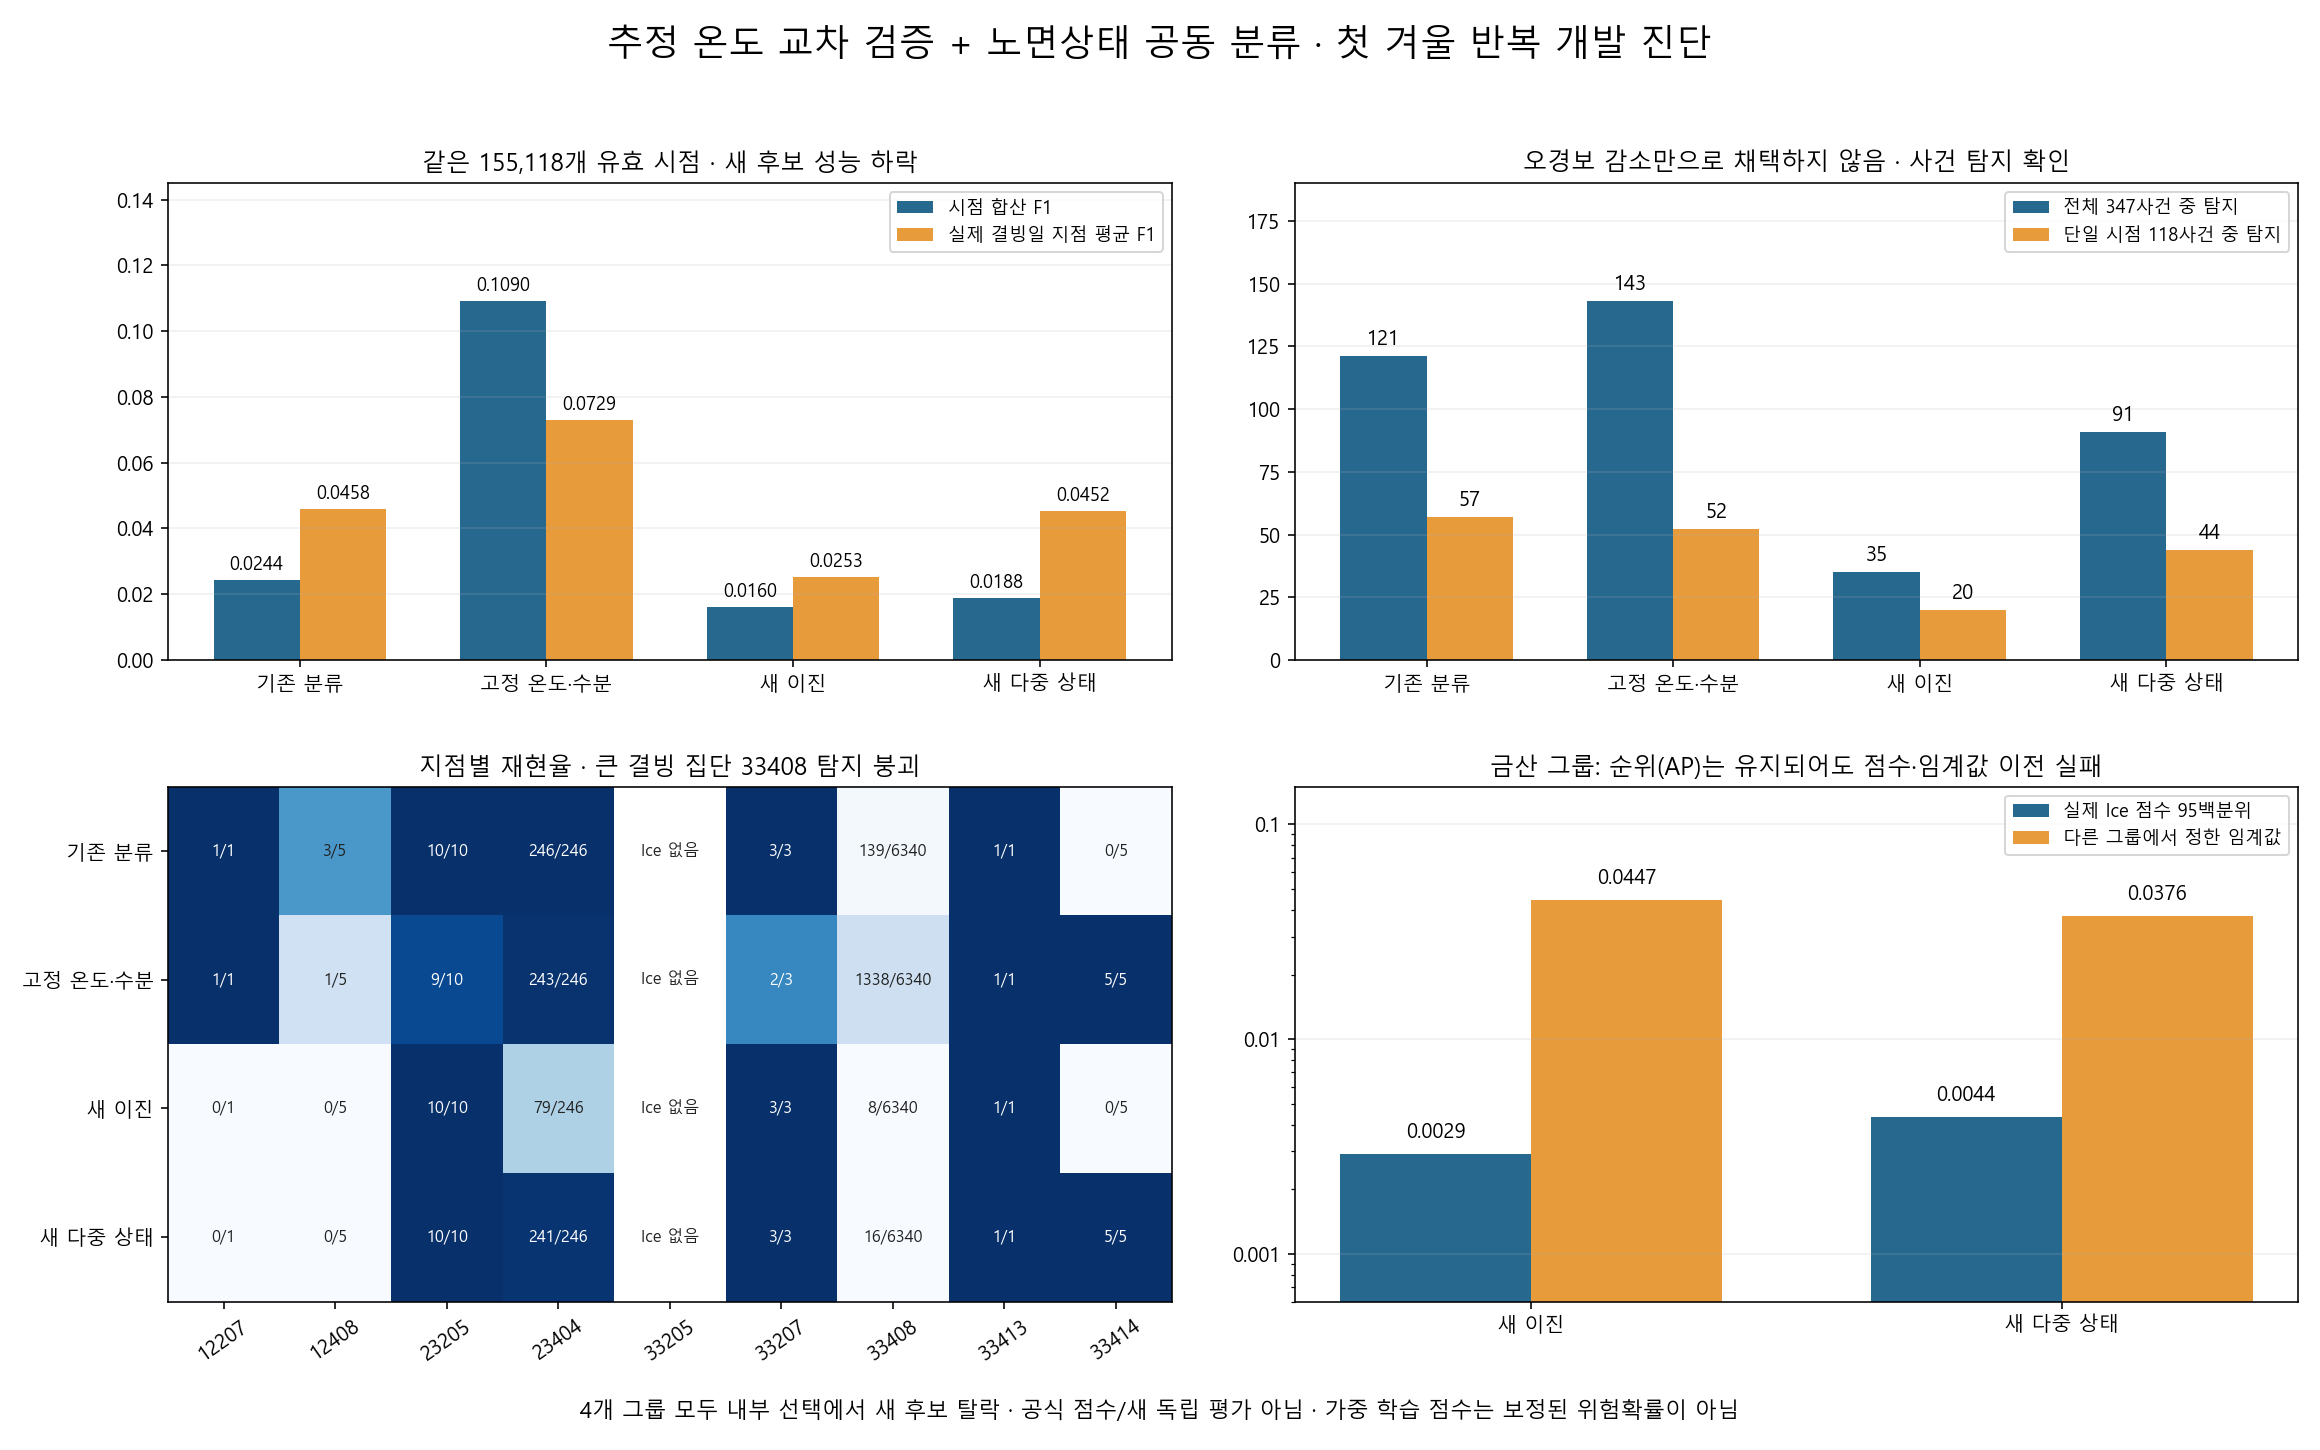 추정 온도 교차 검증 + 노면상태 공동 분류 · 첫 겨울 반복 개발 진단
같은 155,118개 유효 시점 · 새 후보 성능 하락
0.14
0.12
0.10
0.08
0.06
0.04
0.02
0.00
시점 합산 F1
실제 결빙일 지점 평균 F1
0.0244
0.0458
0.1090
0.0729
0.0160
0.0253
0.0188
0.0452
기존 분류
고정 온도·수분
새 이진
새 다중 상태
오경보 감소만으로 채택하지 않음 · 사건 탐지 확인
175
150
125
100
75
50
25
0
전체 347사건 중 탐지
단일 시점 118사건 중 탐지
121
57
143
52
35
20
91
44
기존 분류
고정 온도·수분
새 이진
새 다중 상태
지점별 재현율 · 큰 결빙 집단 33408 탐지 붕괴
기존 분류 1/1 3/5 10/10 246/246 Ice 없음 3/3 139/6340 1/1 0/5
고정 온도·수분 1/1 1/5 9/10 243/246 Ice 없음 2/3 1338/6340 1/1 5/5
새 이진 0/1 0/5 10/10 79/246 Ice 없음 3/3 8/6340 1/1 0/5
새 다중 상태 0/1 0/5 10/10 241/246 Ice 없음 3/3 16/6340 1/1 5/5
12207 12408 23205 23404 33205 33207 33408 33413 33414
금산 그룹: 순위(AP)는 유지되어도 점수·임계값 이전 실패
0.1
0.01
0.001
실제 Ice 점수 95백분위
다른 그룹에서 정한 임계값
0.0029
0.0447
0.0044
0.0376
새 이진
새 다중 상태
4개 그룹 모두 내부 선택에서 새 후보 탈락 · 공식 점수/새 독립 평가 아님 · 가중 학습 점수는 보정된 위험확률이 아님